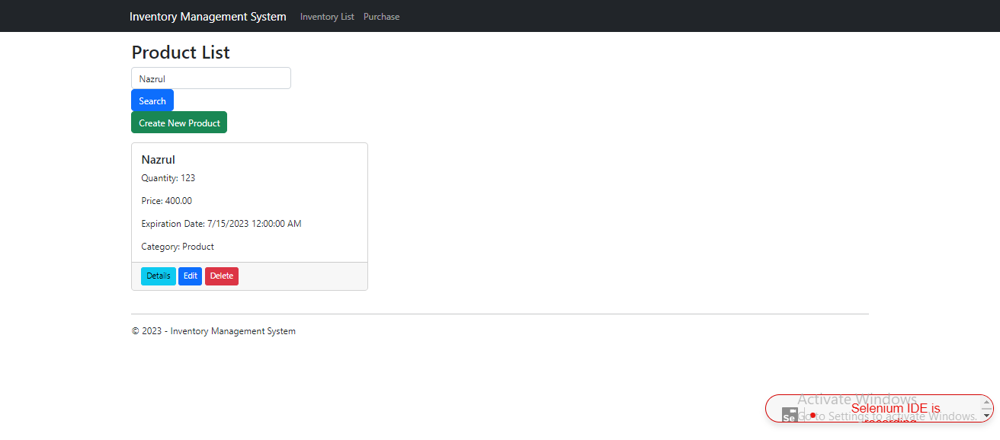 Inventory Management System Inventory List Purchase
Product List
Nazrul
Search
Create New Product
Nazrul
Quantity: 123
Price: 400.00
Expiration Date: 7/15/2023 12:00:00 AM
Category: Product
Details Edit Delete
© 2023 - Inventory Management System
Activate Windows
Selenium IDE is
Se
Go to Settings to activate Windows.
recording